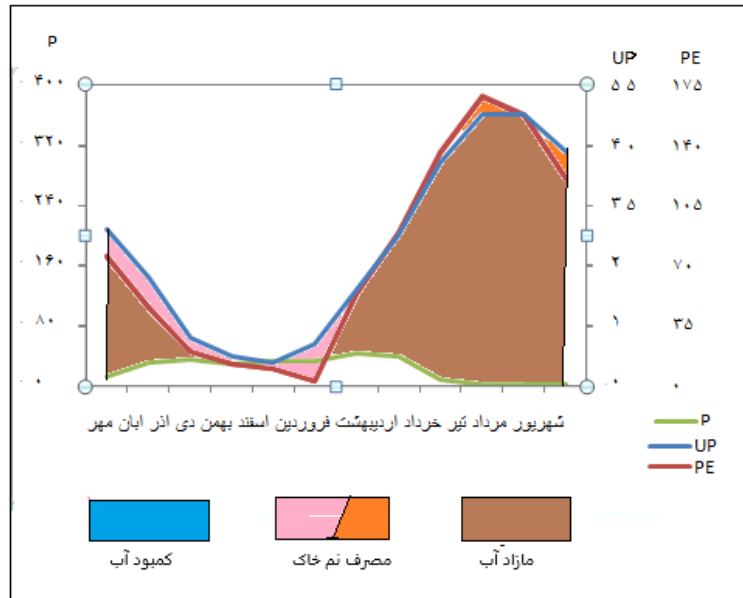 P UP PE
۴۰۰ ۵۵ ۱۷۵
۳۲۰ ۴۰ ۱۴۰
۲۴۰ ۳۵ ۱۰۵
۱۶۰ ۲ ۷۰
۸۰ ۱ ۳۵
۰ ۰ ۰
شهریور مرداد تیر خرداد اردیبهشت فروردین اسفند بهمن دی اذر ابان مهر
P
UP
PE
مازاد آب مصرف نم خاک کمبود آب